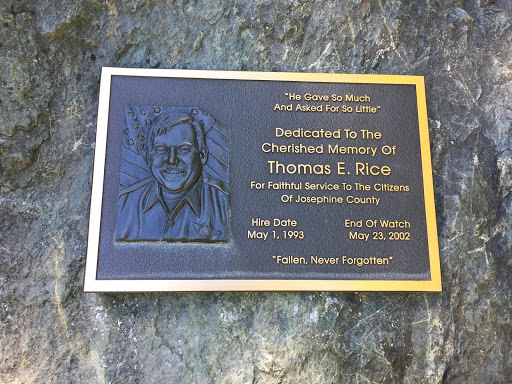 "He Gave So Much
And Asked For So Little"
Dedicated To The
Cherished Memory Of
Thomas E. Rice
For Faithful Service To The Citizens
Of Josephine County
Hire Date
May 1, 1993
End Of Watch
May 23, 2002
"Fallen, Never Forgotten"